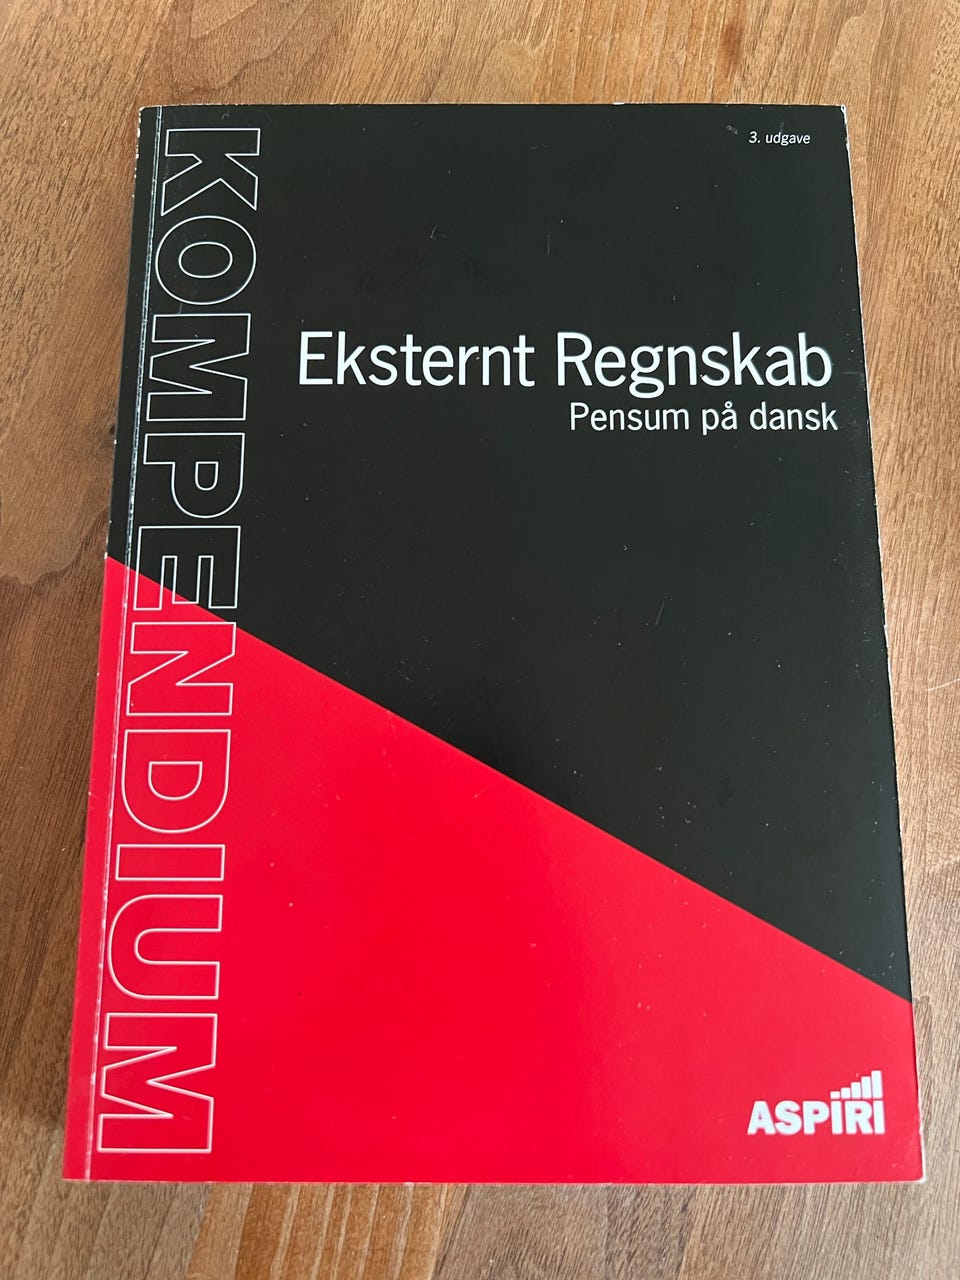 3. udgave
KOMPENDIUM
Eksternt Regnskab
Pensum på dansk
ASPIRI